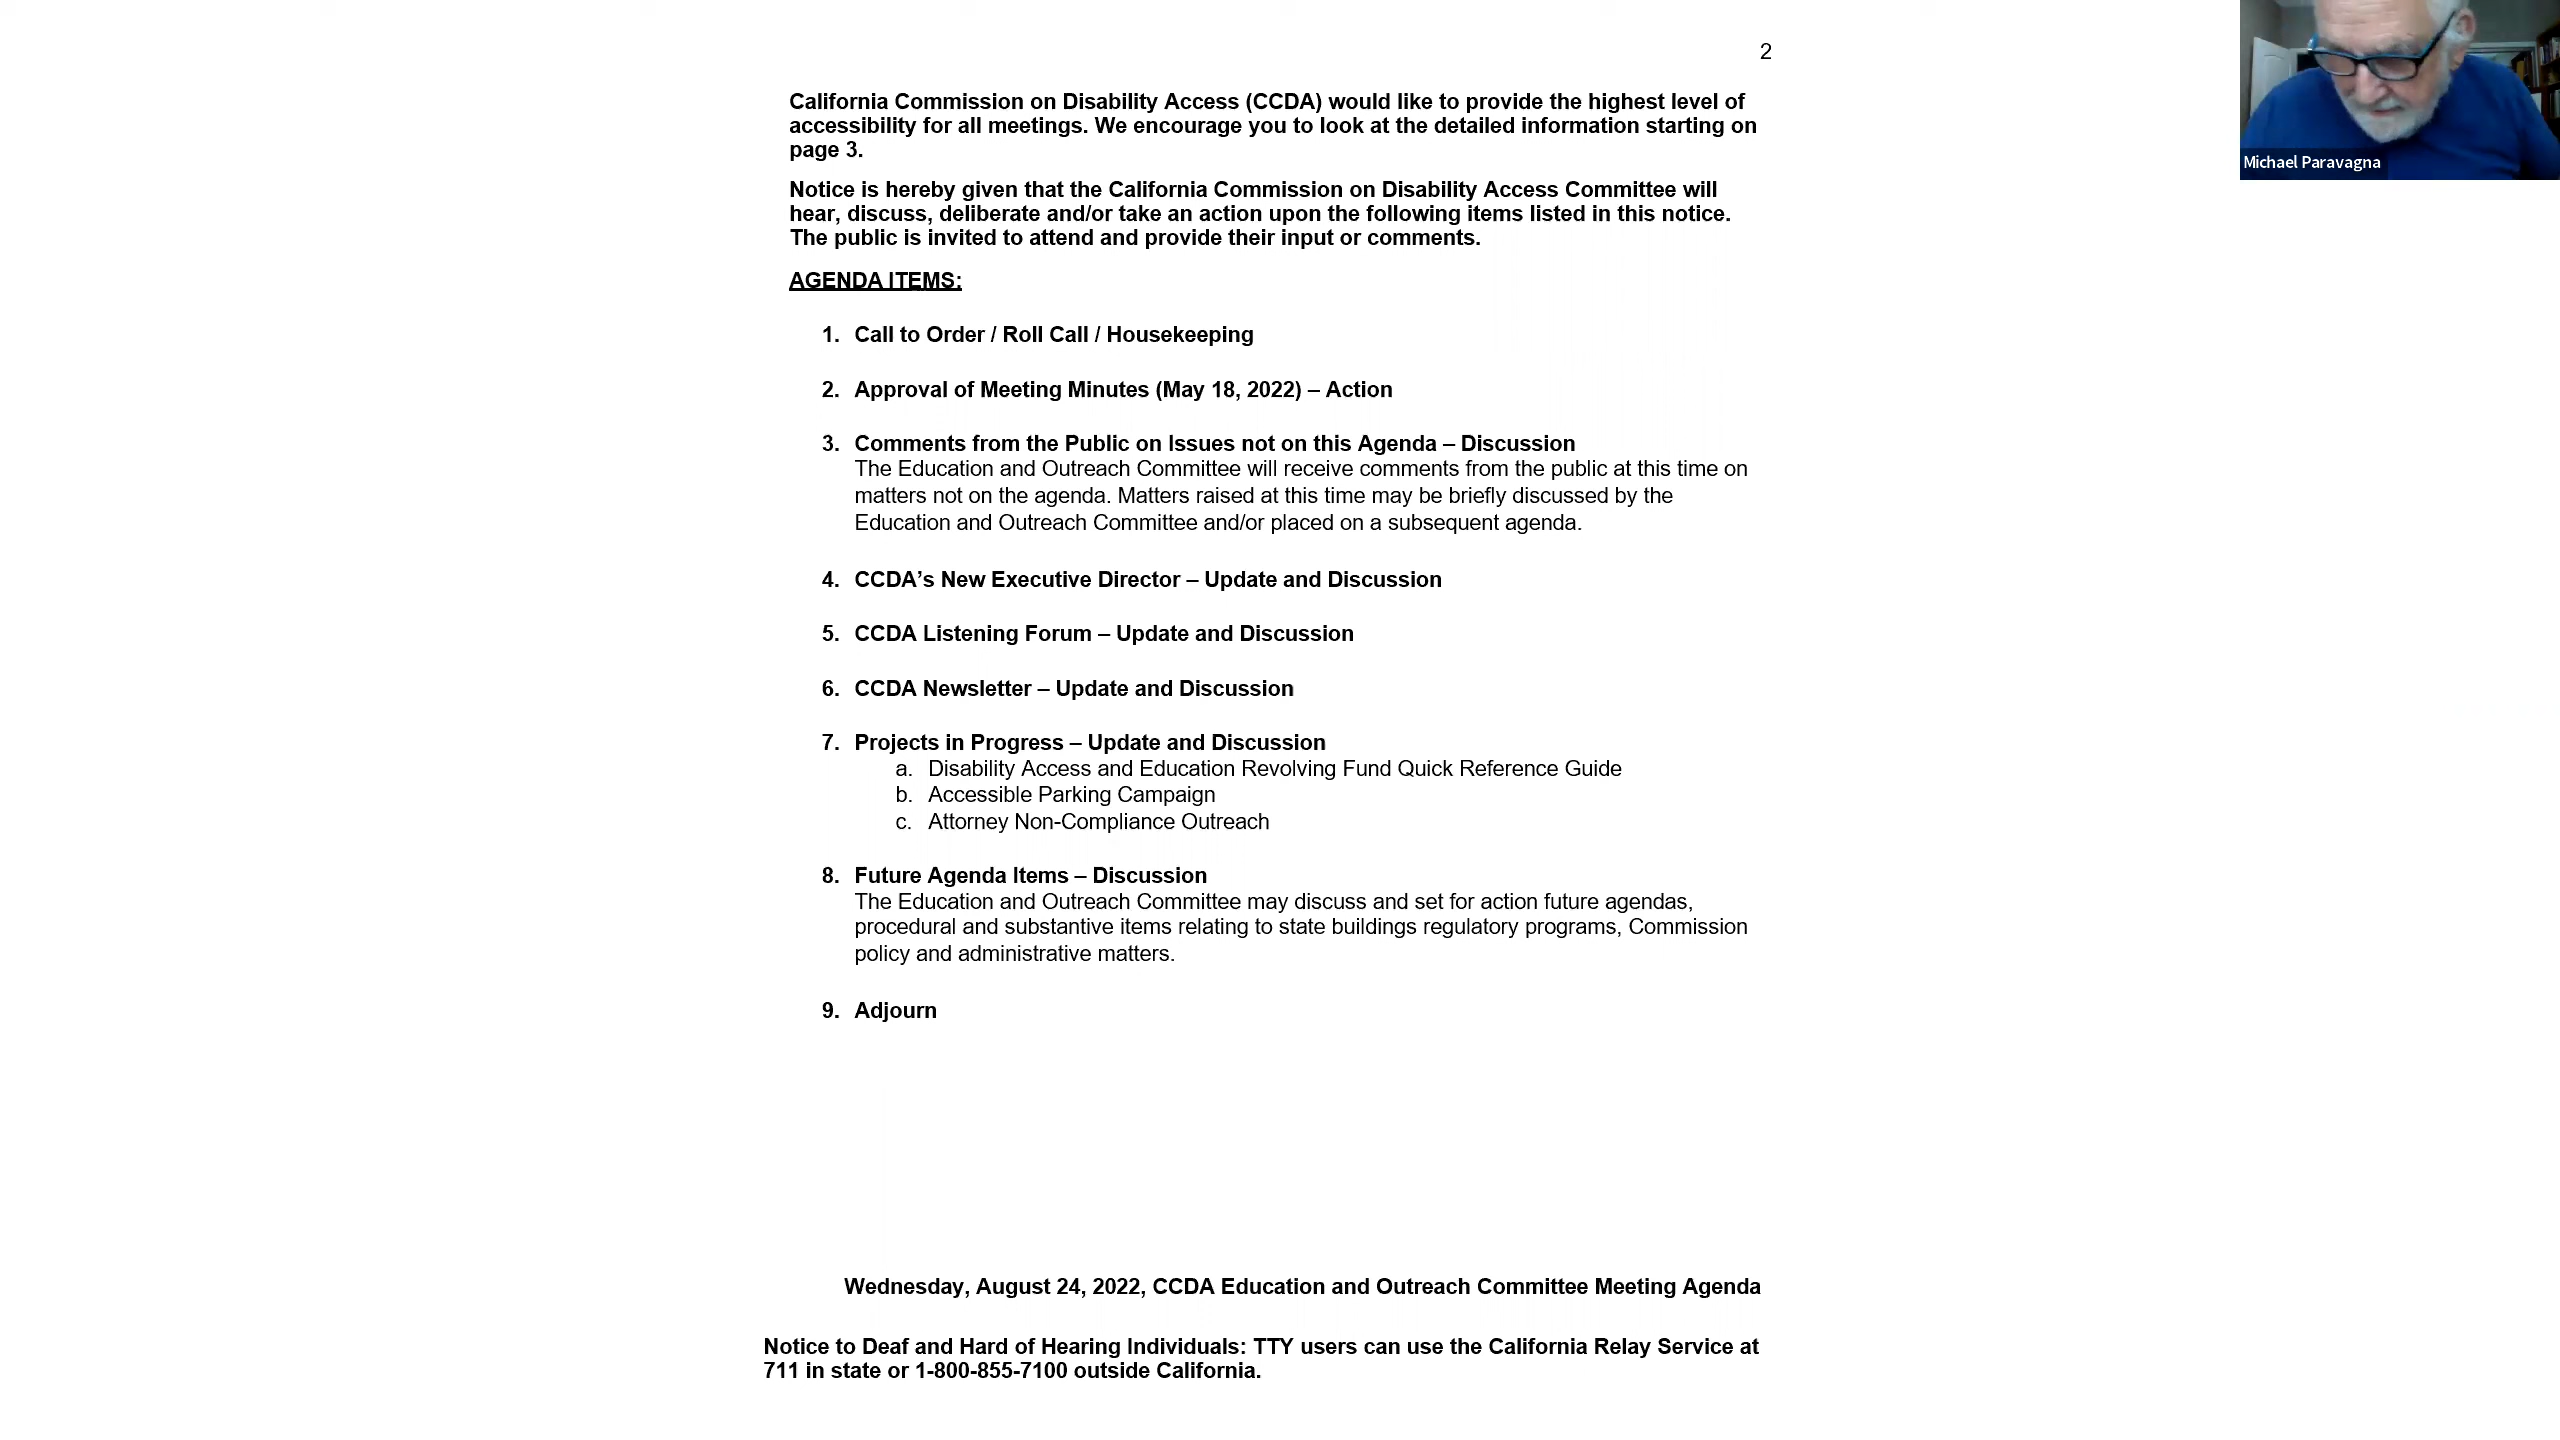 2
California Commission on Disability Access (CCDA) would like to provide the highest level of
accessibility for all meetings. We encourage you to look at the detailed information starting on
page 3.
Notice is hereby given that the California Commission on Disability Access Committee will
hear, discuss, deliberate and/or take an action upon the following items listed in this notice.
The public is invited to attend and provide their input or comments.
AGENDA ITEMS:
1. Call to Order / Roll Call / Housekeeping
2. Approval of Meeting Minutes (May 18, 2022) – Action
3. Comments from the Public on Issues not on this Agenda – Discussion
The Education and Outreach Committee will receive comments from the public at this time on
matters not on the agenda. Matters raised at this time may be briefly discussed by the
Education and Outreach Committee and/or placed on a subsequent agenda.
4. CCDA’s New Executive Director – Update and Discussion
5. CCDA Listening Forum – Update and Discussion
6. CCDA Newsletter – Update and Discussion
7. Projects in Progress – Update and Discussion
a. Disability Access and Education Revolving Fund Quick Reference Guide
b. Accessible Parking Campaign
c. Attorney Non-Compliance Outreach
8. Future Agenda Items – Discussion
The Education and Outreach Committee may discuss and set for action future agendas,
procedural and substantive items relating to state buildings regulatory programs, Commission
policy and administrative matters.
9. Adjourn
Wednesday, August 24, 2022, CCDA Education and Outreach Committee Meeting Agenda
Notice to Deaf and Hard of Hearing Individuals: TTY users can use the California Relay Service at
711 in state or 1-800-855-7100 outside California.
Michael Paravagna